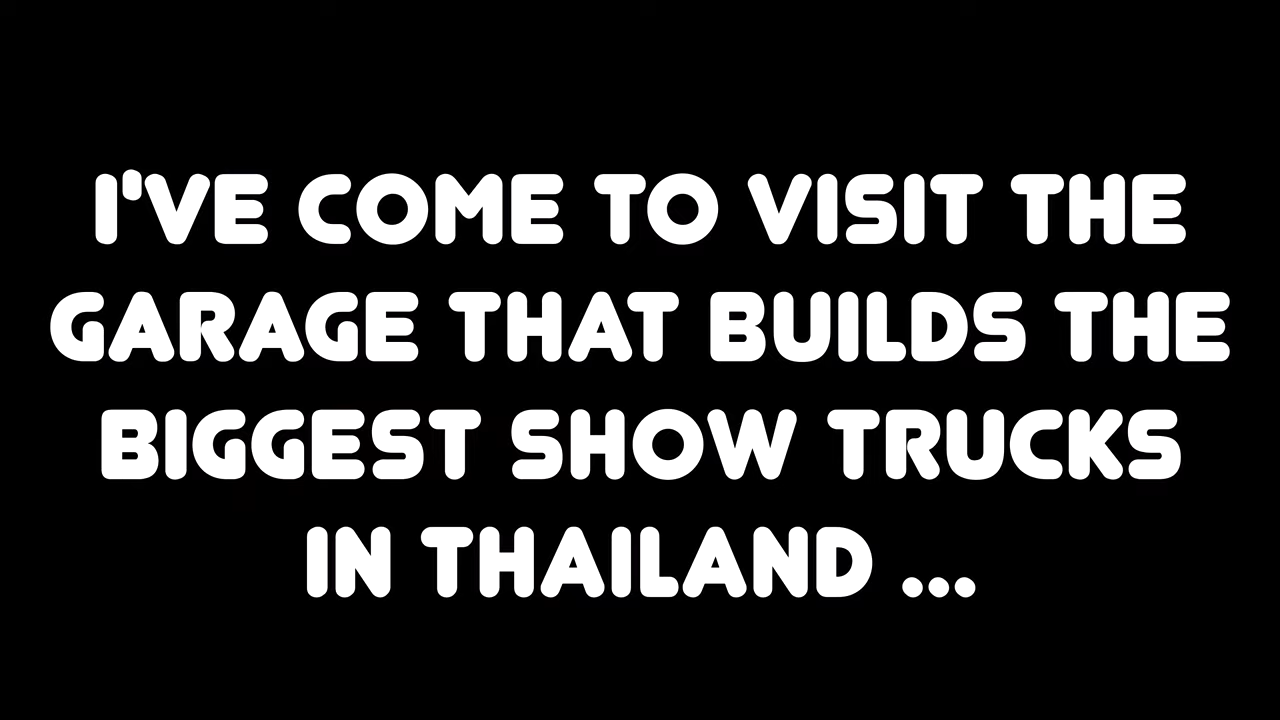 I'VE COME TO VISIT THE
GARAGE THAT BUILDS THE
BIGGEST SHOW TRUCKS
IN THAILAND ...